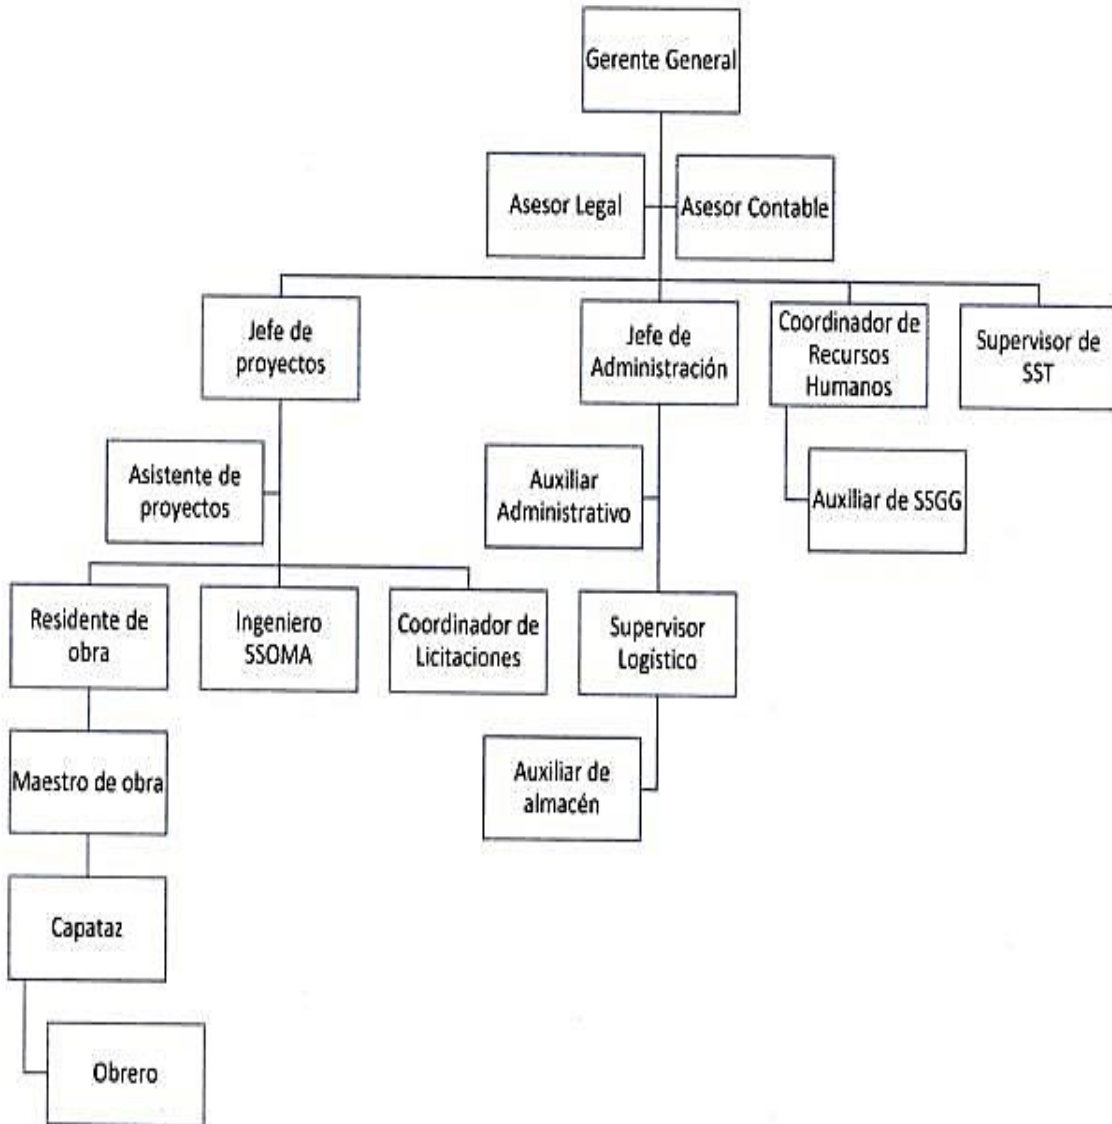 Gerente General
Asesor Legal
Asesor Contable
Jefe de
proyectos
Jefe de
Administración
Coordinador de
Recursos
Humanos
Supervisor de
SST
Asistente de
proyectos
Auxiliar
Administrativo
Auxiliar de SSGG
Residente de
obra
Ingeniero
SSOMA
Coordinador de
Licitaciones
Supervisor
Logístico
Maestro de obra
Auxiliar de
almacén
Capataz
Obrero